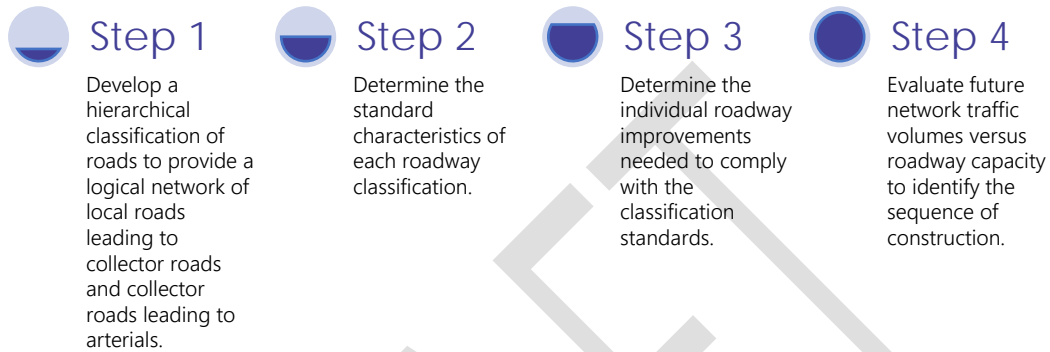 Step 1
Develop a
hierarchical
classification of
roads to provide a
logical network of
local roads
leading to
collector roads
and collector
roads leading to
arterials.
Step 2
Determine the
standard
characteristics of
each roadway
classification.
Step 3
Determine the
individual roadway
improvements
needed to comply
with the
classification
standards.
Step 4
Evaluate future
network traffic
volumes versus
roadway capacity
to identify the
sequence of
construction.